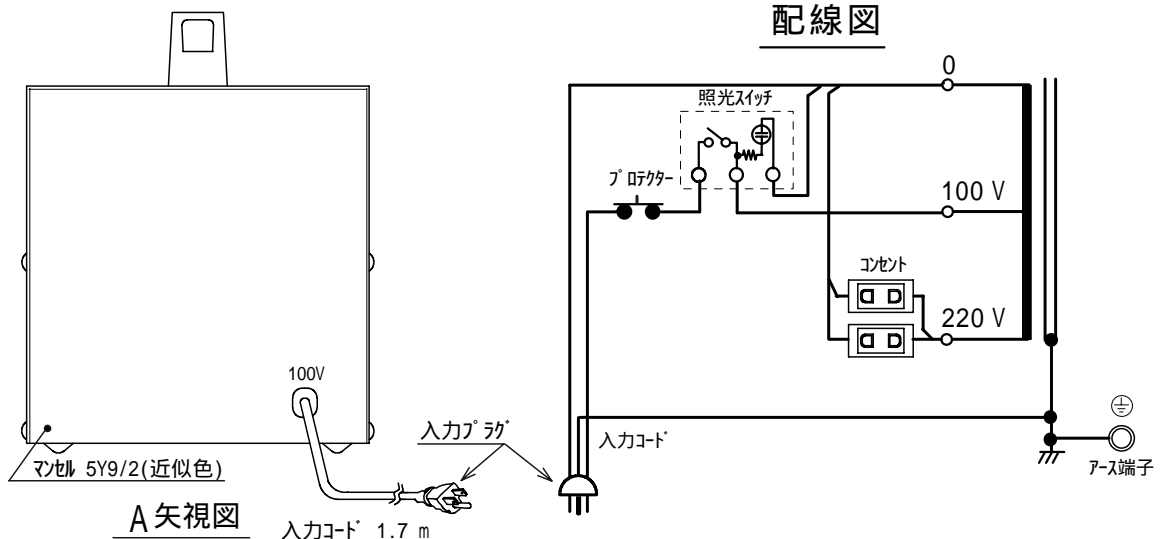 配線図
0
照光ｽｲｯﾁ
ﾌﾟﾛﾃｸﾀｰ
100 V
ｺﾝｾﾝﾄ
220 V
100V
入力ﾌﾟﾗｸﾞ
入力ｺｰﾄﾞ
ｱｰｽ端子
ﾏﾝｾﾙ 5Y9/2(近似色)
A矢視図
入力ｺｰﾄﾞ 1.7 m